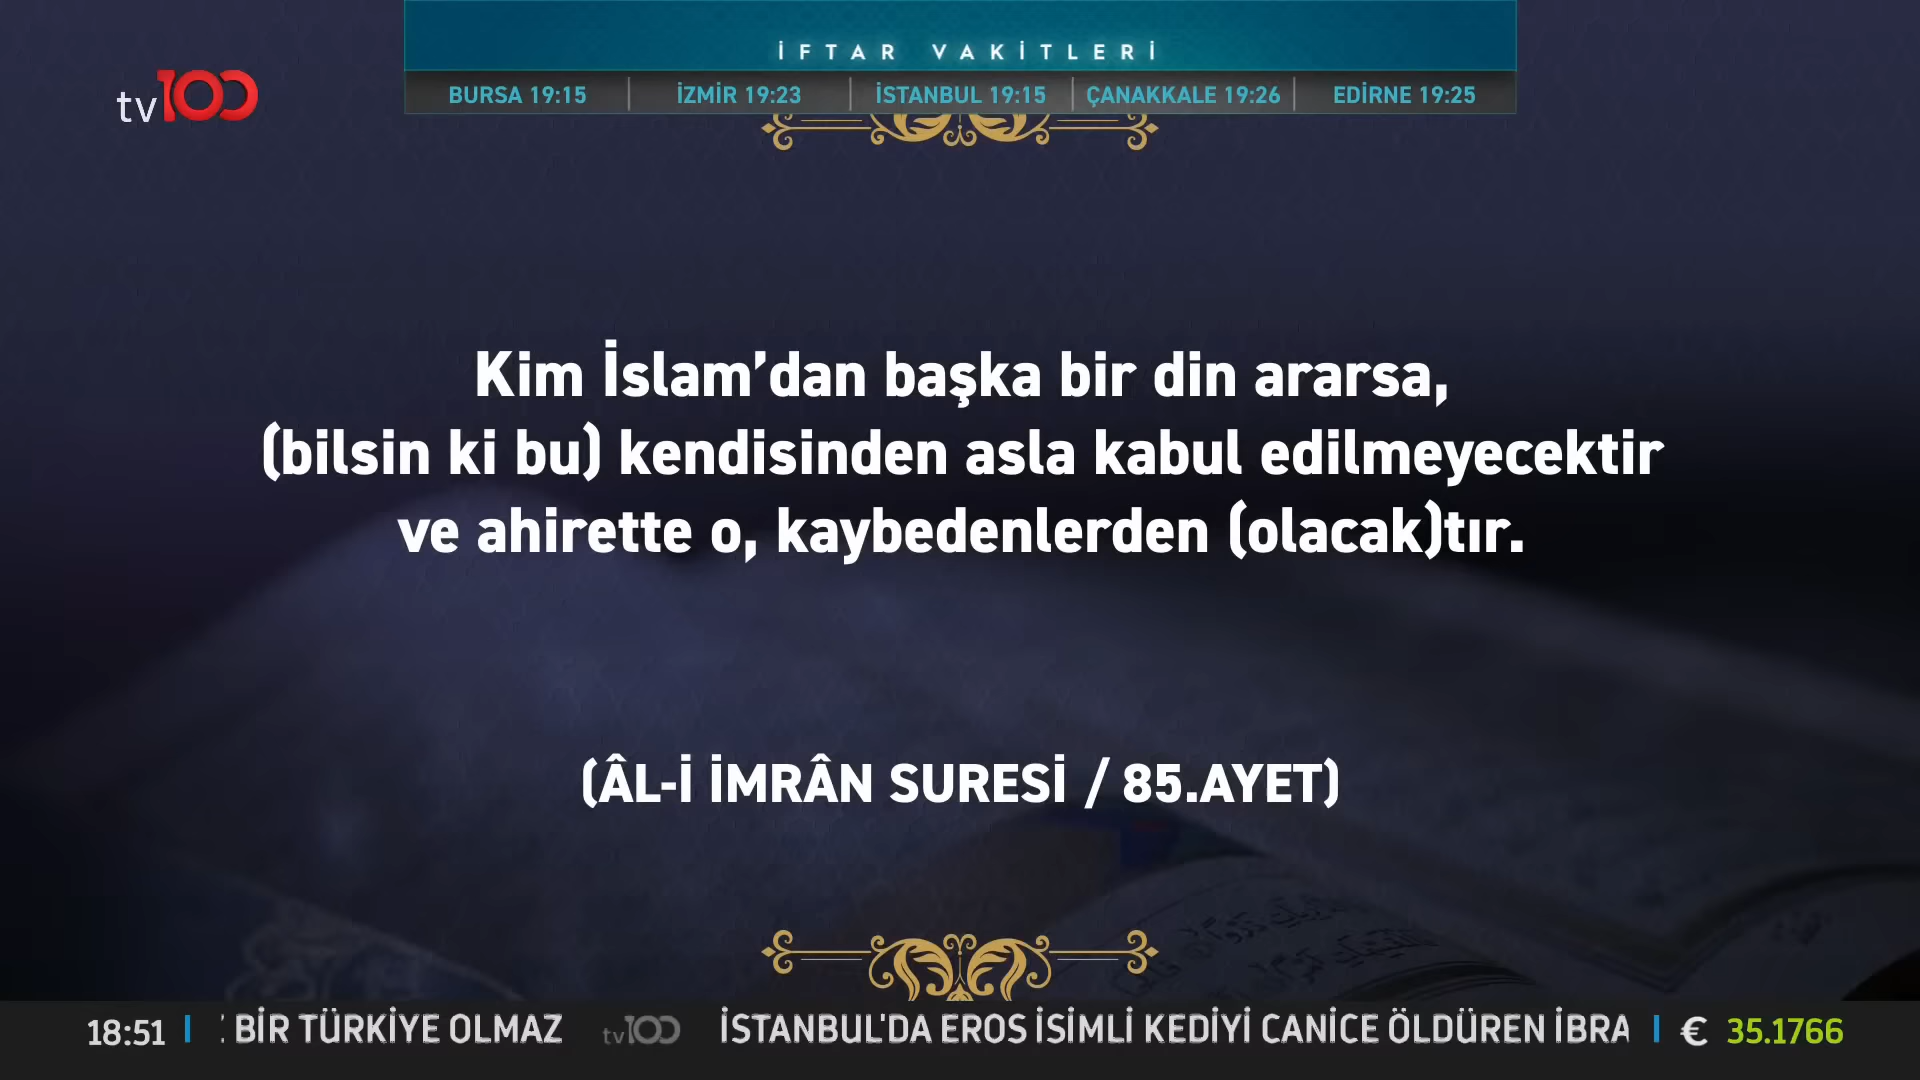 İFTAR VAKİTLERİ
tv100
BURSA 19:15
İZMİR 19:23
İSTANBUL 19:15
ÇANAKKALE 19:26
EDİRNE 19:25
Kim İslam’dan başka bir din ararsa,
(bilsin ki bu) kendisinden asla kabul edilmeyecektir
ve ahirette o, kaybedenlerden (olacak)tır.
(ÂL-İ İMRÂN SURESİ / 85.AYET)
18:51
BİR TÜRKİYE OLMAZ tv100 İSTANBUL'DA EROS İSİMLİ KEDİYİ CANİCE ÖLDÜREN İBRA
€ 35.1766